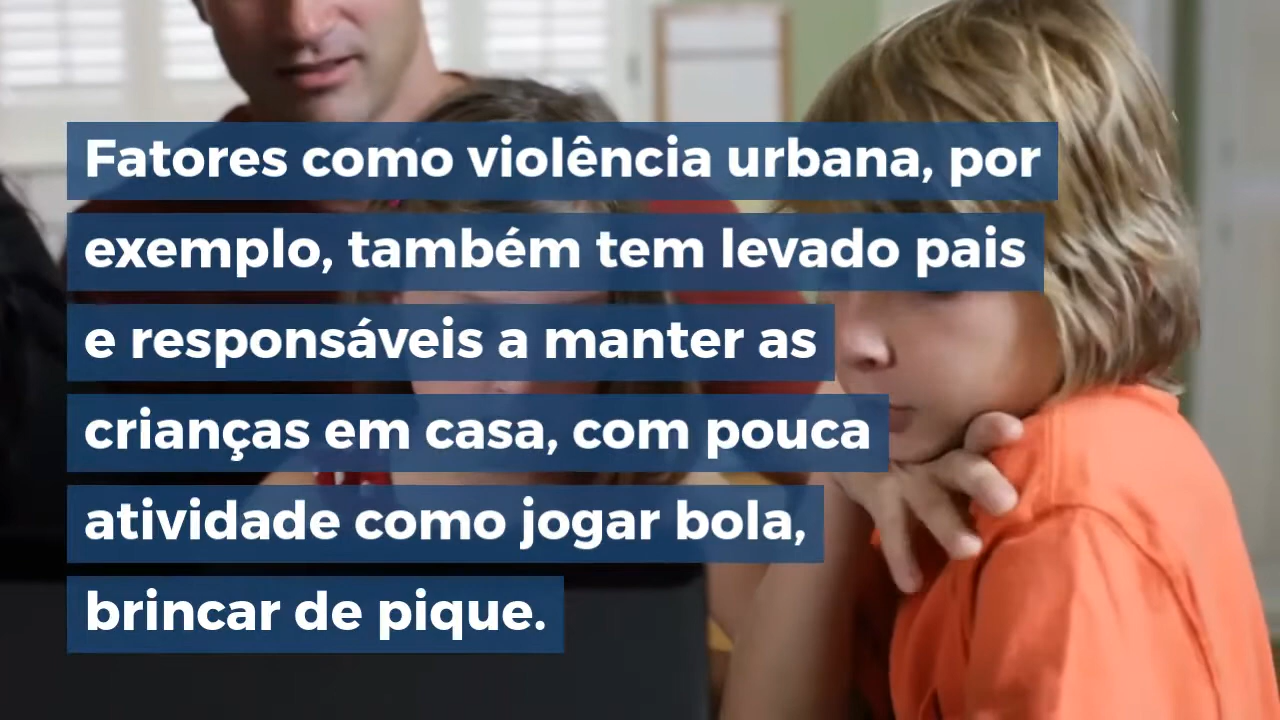 Fatores como violência urbana, por
exemplo, também tem levado pais
e responsáveis a manter as
crianças em casa, com pouca
atividade como jogar bola,
brincar de pique.